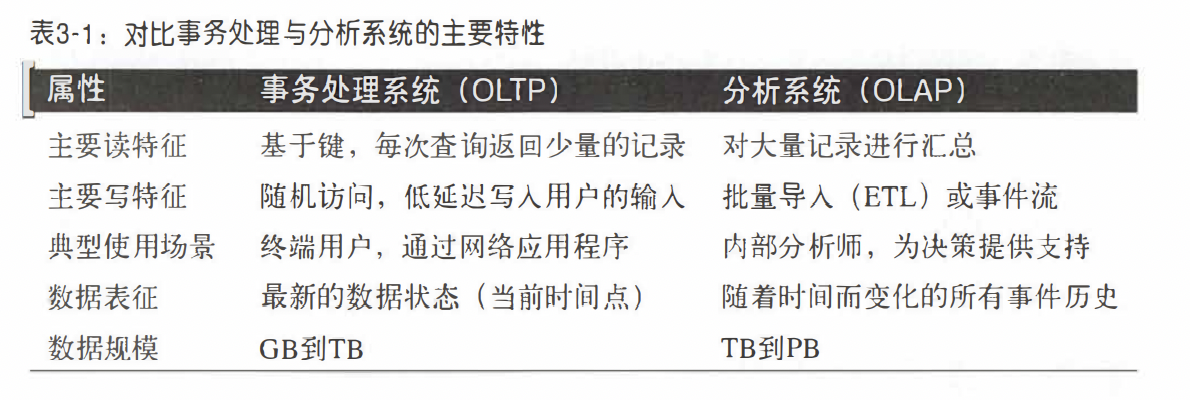 表3-1：对比事务处理与分析系统的主要特性
属性 事务处理系统（OLTP） 分析系统（OLAP）
主要读特征 基于键，每次查询返回少量的记录 对大量记录进行汇总
主要写特征 随机访问，低延迟写入用户的输入 批量导入（ETL）或事件流
典型使用场景 终端用户，通过网络应用程序 内部分析师，为决策提供支持
数据表征 最新的数据状态（当前时间点） 随着时间而变化的所有事件历史
数据规模 GB到TB TB到PB